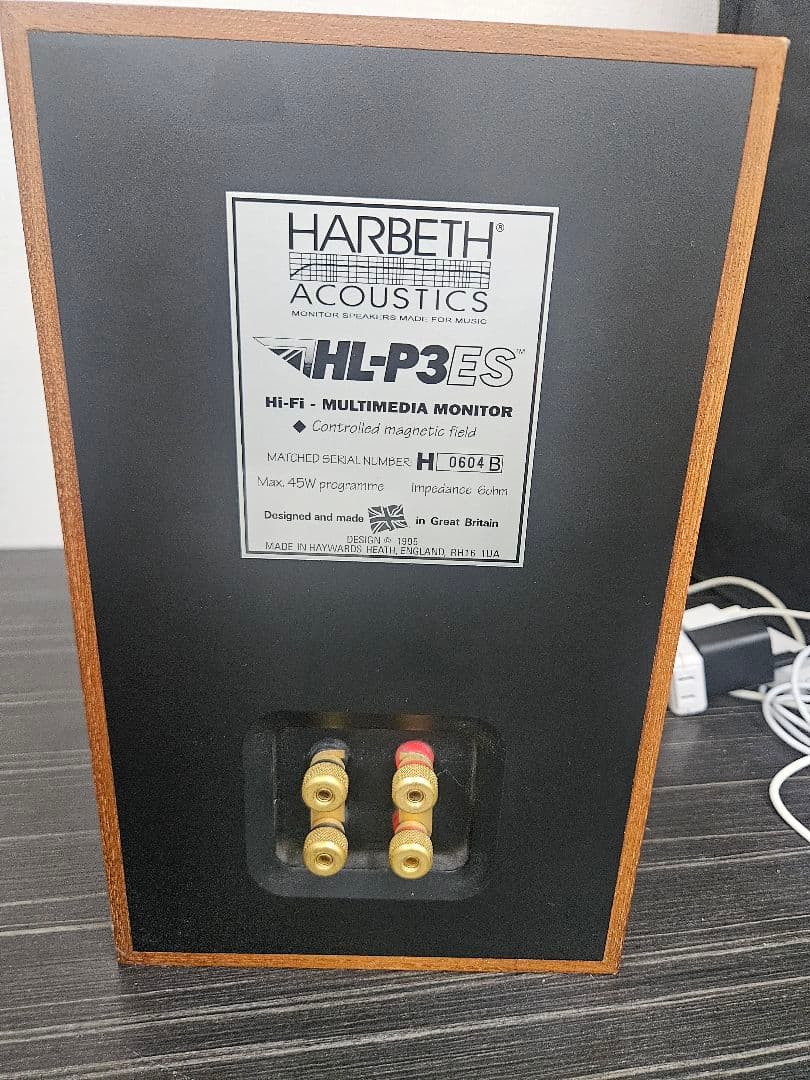 HARBETH®
ACOUSTICS
MONITOR SPEAKERS MADE FOR MUSIC
HL-P3ES™
Hi-Fi - MULTIMEDIA MONITOR
◆ Controlled magnetic field
MATCHED SERIAL NUMBER: H 0604 B
Max. 45W programme Impedance 6ohm
Designed and made in Great Britain
DESIGN © 1995
MADE IN HAYWARDS HEATH, ENGLAND, RH16 1UA